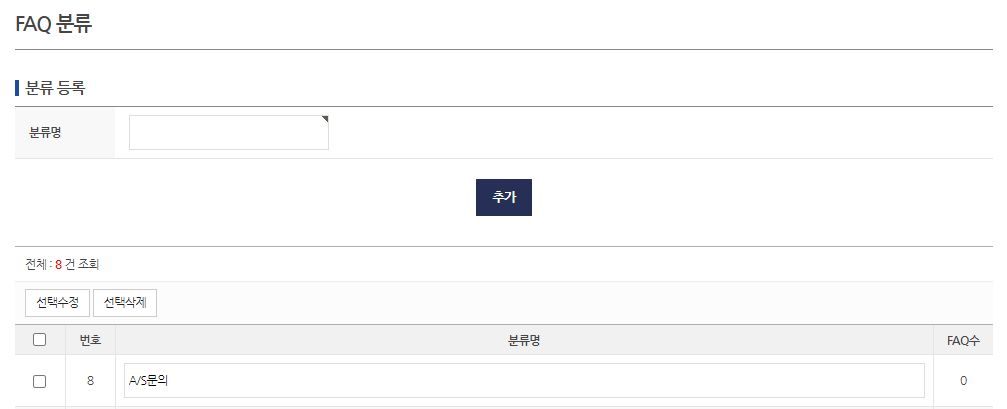 FAQ 분류
분류 등록
분류명
추가
전체 : 8 건 조회
선택수정 선택삭제
번호 분류명 FAQ수
8 A/S문의 0